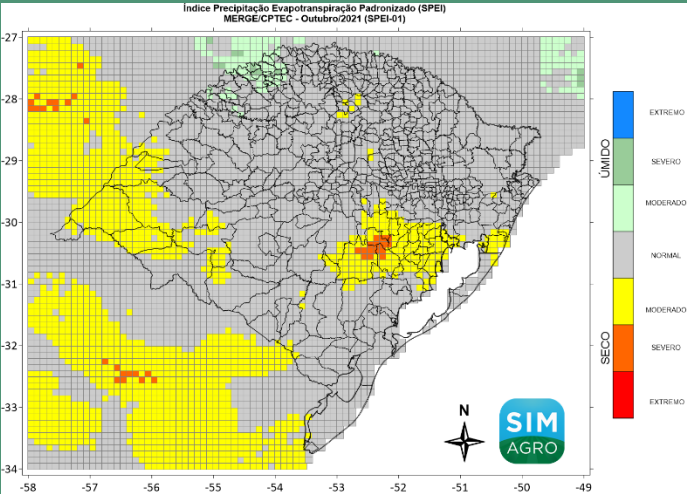 Índice Precipitação Evapotranspiração Padronizado (SPEI)
MERGE/CPTEC - Outubro/2021 (SPEI-01)
-27
-28
-29
-30
-31
-32
-33
-34
-58
-57
-56
-55
-54
-53
-52
-51
-50
-49
ÚMIDO
EXTREMO
SEVERO
MODERADO
NORMAL
SECO
MODERADO
SEVERO
EXTREMO
N
SIM
AGRO